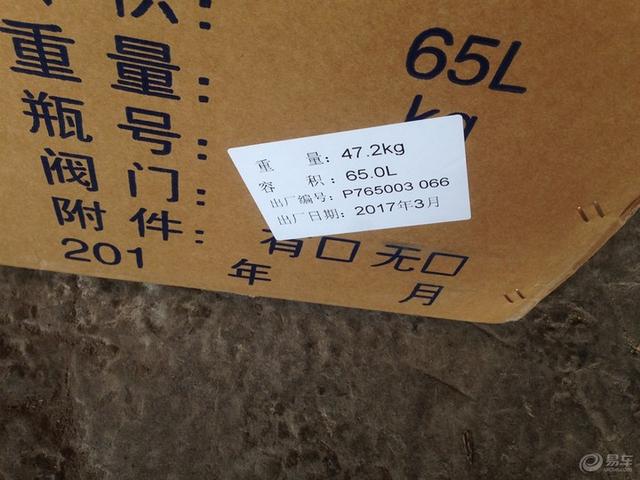 积： 65L
重量： kg
瓶号：
阀门：
附件： 有□ 无□
201 年 月
重 量： 47.2kg
容 积： 65.0L
出厂编号： P765003 066
出厂日期： 2017年3月
易车